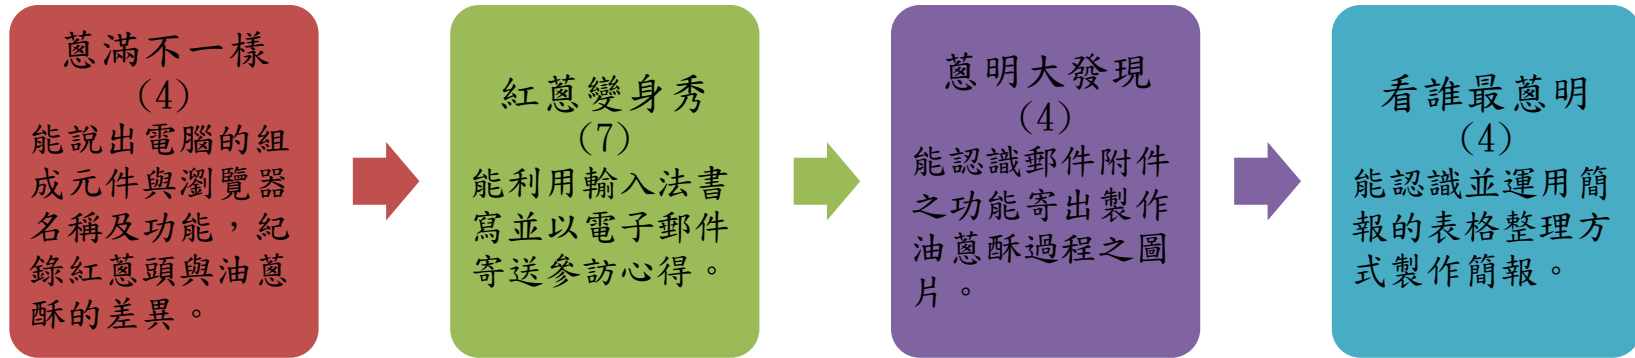 蔥滿不一樣
(4)
能說出電腦的組
成元件與瀏覽器
名稱及功能，紀
錄紅蔥頭與油蔥
酥的差異。
紅蔥變身秀
(7)
能利用輸入法書
寫並以電子郵件
寄送參訪心得。
蔥明大發現
(4)
能認識郵件附件
之功能寄出製作
油蔥酥過程之圖
片。
看誰最蔥明
(4)
能認識並運用簡
報的表格整理方
式製作簡報。